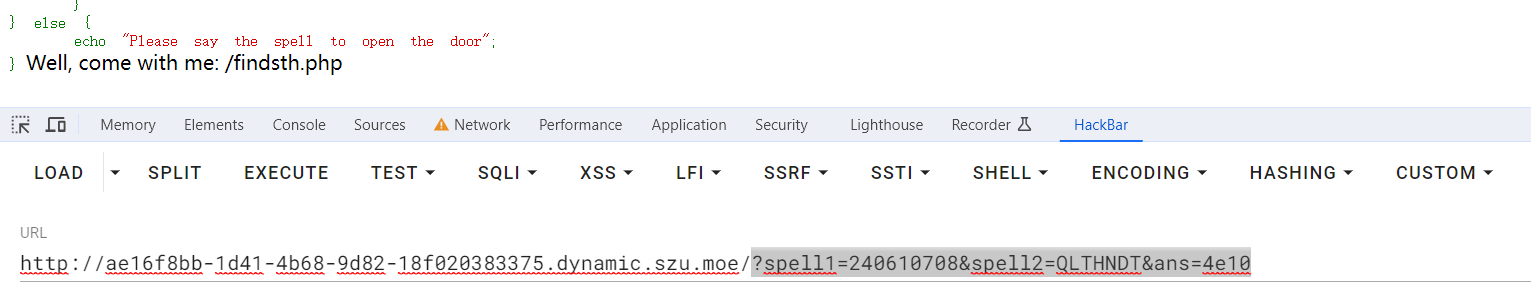 }
} else {
echo "Please say the spell to open the door";
} Well, come with me: /findsth.php
Memory Elements Console Sources Network Performance Application Security Lighthouse Recorder HackBar
LOAD SPLIT EXECUTE TEST SQLI XSS LFI SSRF SSTI SHELL ENCODING HASHING CUSTOM
URL
http://ae16f8bb-1d41-4b68-9d82-18f020383375.dynamic.szu.moe/?spell1=240610708&spell2=QLTHNDT&ans=4e10